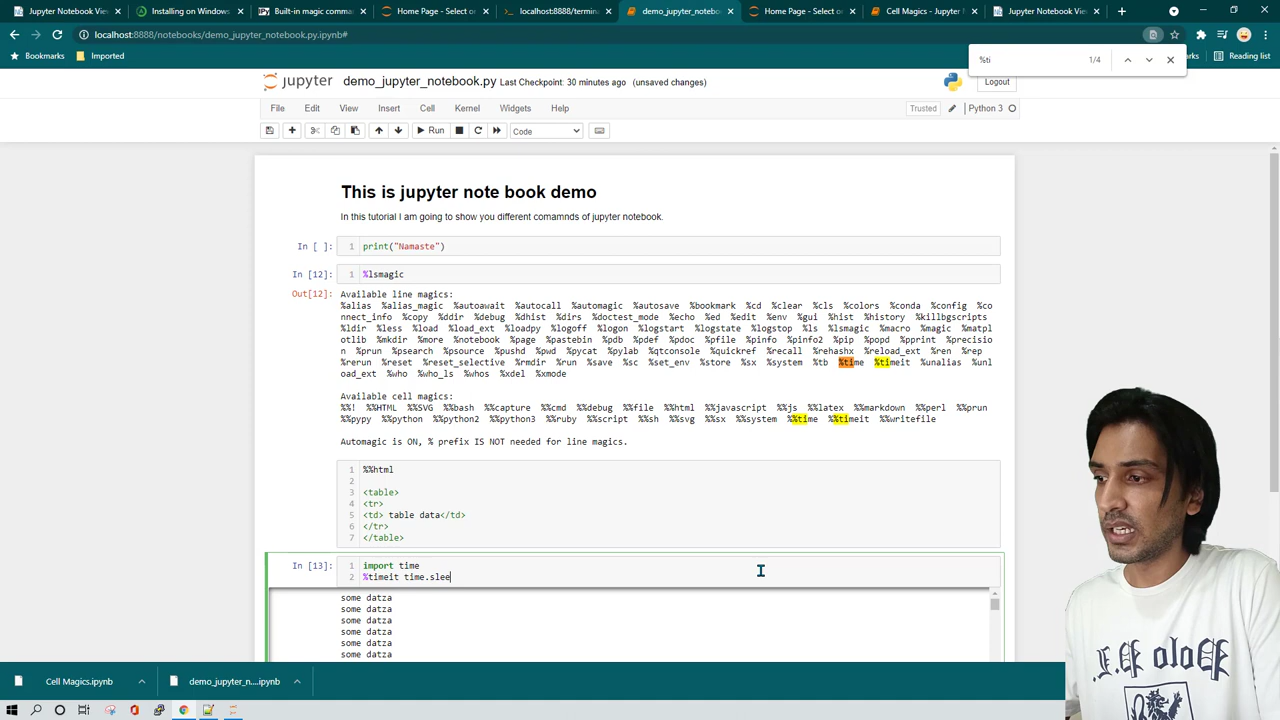 Jupyter Notebook Vie
Installing on Windows
Built-in magic comma
Home Page - Select o
localhost:8888/termin
demo_jupyter_notebo
Home Page - Select o
Cell Magics - Jupyter N
Jupyter Notebook Vie
localhost:8888/notebooks/demo_jupyter_notebook.py.ipynb#
Bookmarks
Imported
Reading list
%ti
1/4
jupyter demo_jupyter_notebook.py Last Checkpoint: 30 minutes ago (unsaved changes)
Logout
File Edit View Insert Cell Kernel Widgets Help
Trusted
Python 3
Run
Code
This is jupyter note book demo
In this tutorial I am going to show you different comamnds of jupyter notebook.
In [ ]: 1 print("Namaste")
In [12]: 1 %lsmagic
Out[12]: Available line magics:
%alias %alias_magic %autoawait %autocall %automagic %autosave %bookmark %cd %clear %cls %colors %conda %config %co
nnect_info %copy %ddir %debug %dhist %dirs %doctest_mode %echo %ed %edit %env %gui %hist %history %killbgscripts
%ldir %less %load %load_ext %loadpy %logoff %logon %logstart %logstate %logstop %ls %lsmagic %macro %magic %matpl
otlib %mkdir %more %notebook %page %pastebin %pdb %pdef %pdoc %pfile %pinfo %pinfo2 %pip %popd %pprint %precisio
n %prun %psearch %psource %pushd %pwd %pycat %pylab %qtconsole %quickref %recall %rehashx %reload_ext %ren %rep
%rerun %reset %reset_selective %rmdir %run %save %sc %set_env %store %sx %system %tb %time %timeit %unalias %unl
oad_ext %who %who_ls %whos %xdel %xmode
Available cell magics:
%%! %%HTML %%SVG %%bash %%capture %%cmd %%debug %%file %%html %%javascript %%js %%latex %%markdown %%perl %%prun
%%pypy %%python %%python2 %%python3 %%ruby %%script %%sh %%svg %%sx %%system %%time %%timeit %%writefile
Automagic is ON, % prefix IS NOT needed for line magics.
1 %%html
2
3 <table>
4 <tr>
5 <td> table data</td>
6 </tr>
7 </table>
In [13]: 1 import time
2 %timeit time.slee
some datza
some datza
some datza
some datza
some datza
some datza
Cell Magics.ipynb
demo_jupyter_n....ipynb